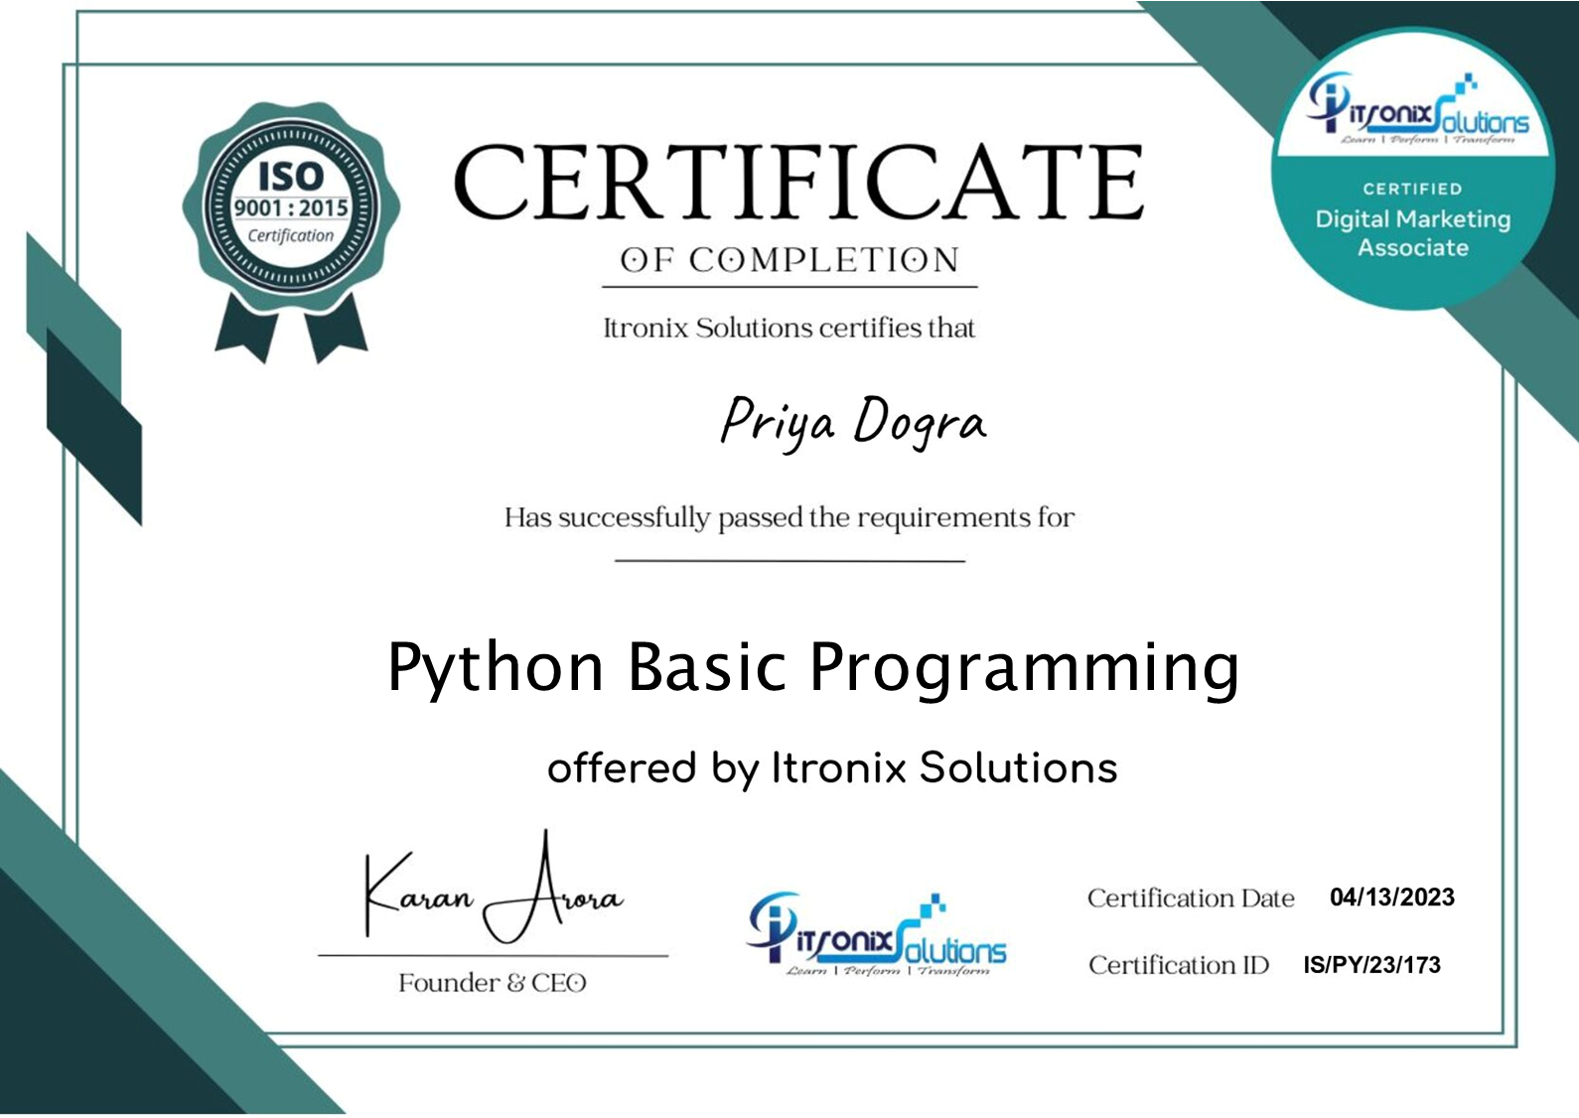 ISO
9001 : 2015
Certification
CERTIFICATE
OF COMPLETION
itronix Solutions
Learn | Perform | Transform
CERTIFIED
Digital Marketing
Associate
Itronix Solutions certifies that
Priya Dogra
Has successfully passed the requirements for
Python Basic Programming
offered by Itronix Solutions
Karan Arora
Founder & CEO
itronix Solutions
Learn | Perform | Transform
Certification Date 04/13/2023
Certification ID IS/PY/23/173